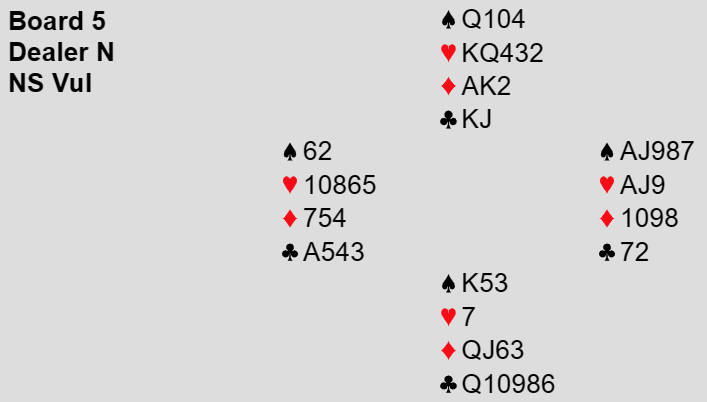 Board 5
Dealer N
NS Vul
♠ Q104
♥ KQ432
♦ AK2
♣ KJ
♠ 62
♥ 10865
♦ 754
♣ A543
♠ AJ987
♥ AJ9
♦ 1098
♣ 72
♠ K53
♥ 7
♦ QJ63
♣ Q10986